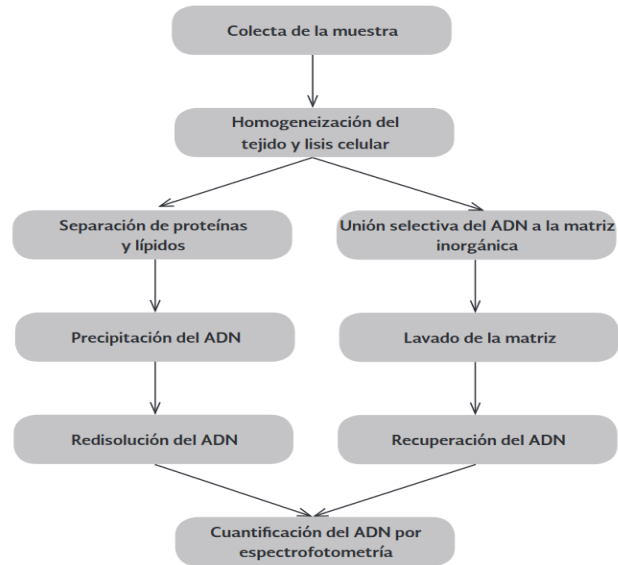 Colecta de la muestra
Homogeneización del
tejido y lisis celular
Separación de proteínas
y lípidos
Unión selectiva del ADN a la matriz
inorgánica
Precipitación del ADN
Lavado de la matriz
Redisolución del ADN
Recuperación del ADN
Cuantificación del ADN por
espectrofotometría